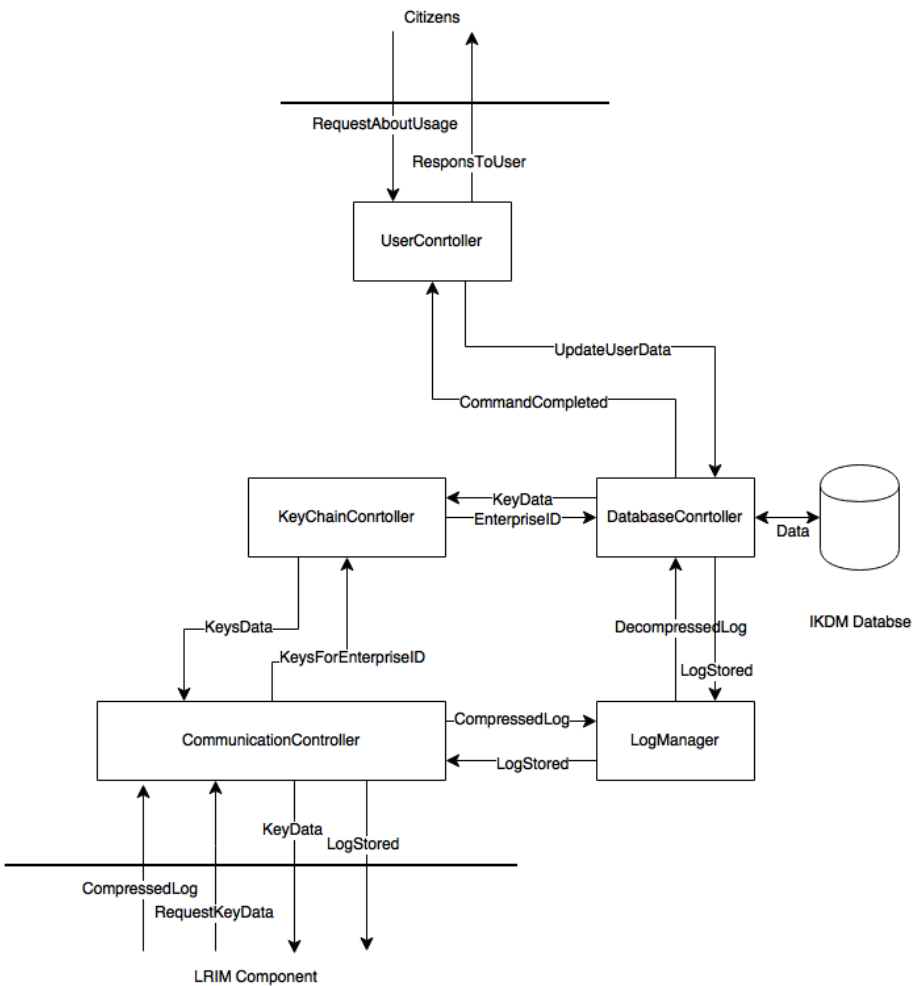 Citizens
RequestAboutUsage
ResponsToUser
UserConrtoller
UpdateUserData
CommandCompleted
KeyChainConrtoller
KeyData
EnterpriseID
DatabaseConrtoller
Data
IKDM Databse
KeysData
KeysForEnterpriseID
DecompressedLog
LogStored
CommunicationController
CompressedLog
LogStored
LogManager
KeyData
LogStored
CompressedLog
RequestKeyData
LRIM Component